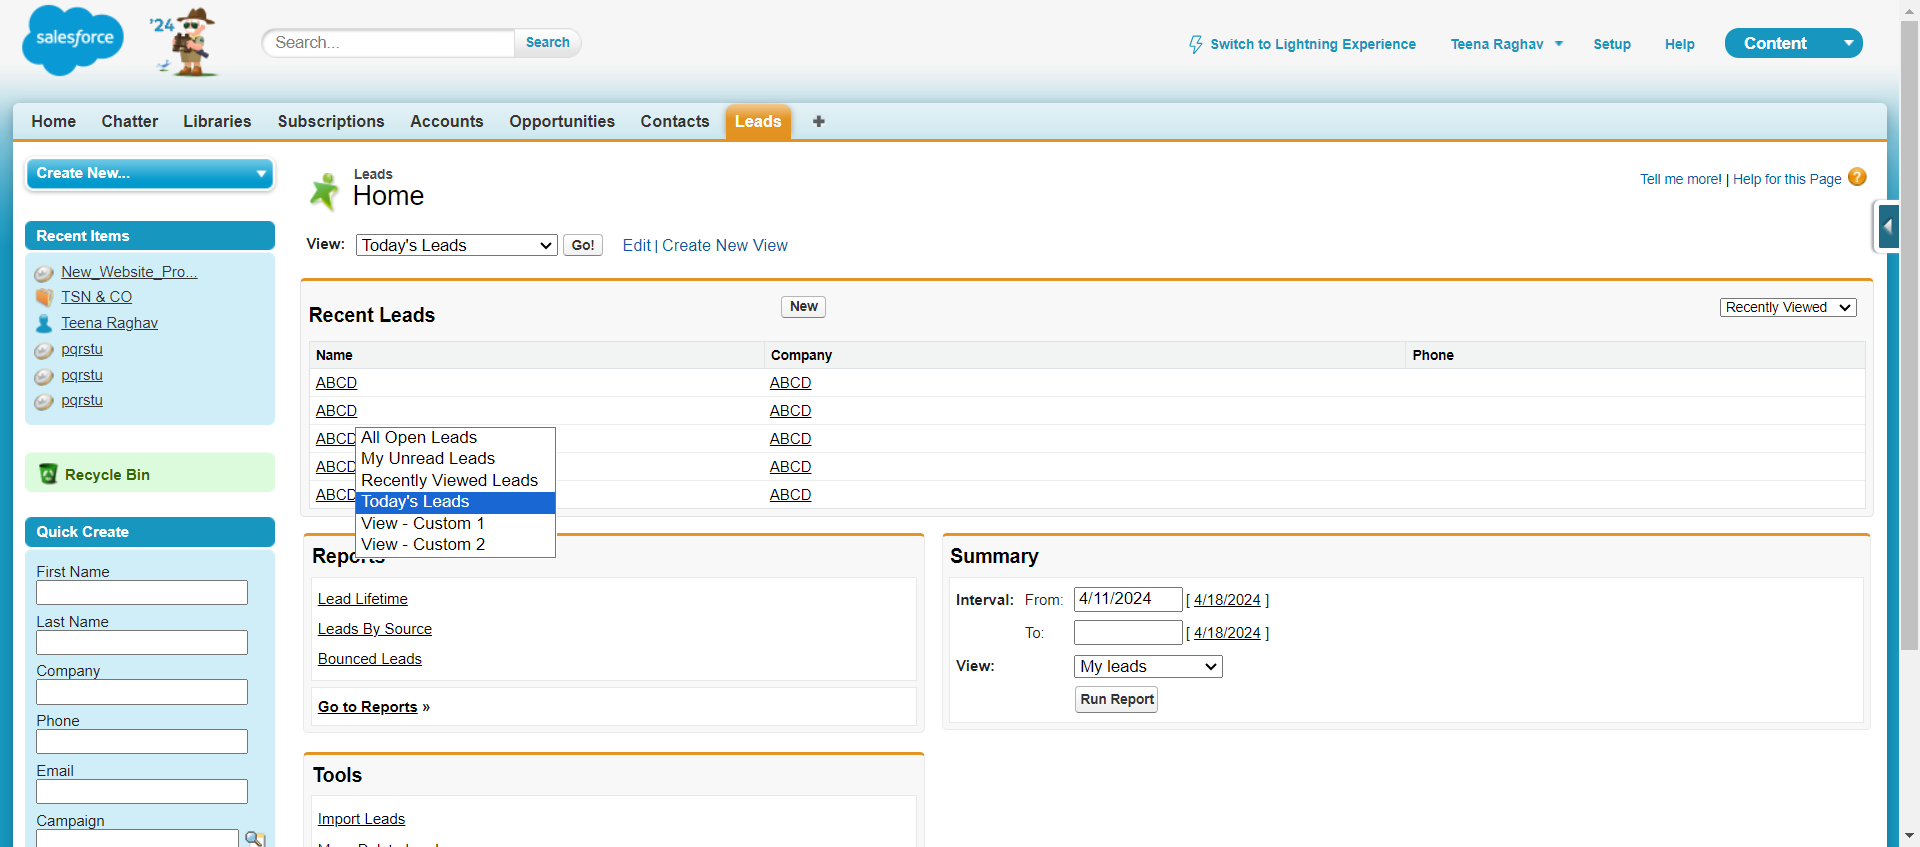 salesforce
'24
Search...
Search
Switch to Lightning Experience
Teena Raghav
Setup
Help
Content
Home
Chatter
Libraries
Subscriptions
Accounts
Opportunities
Contacts
Leads
+
Create New...
Recent Items
New_Website_Pro...
TSN & CO
Teena Raghav
pqrstu
pqrstu
pqrstu
Recycle Bin
Quick Create
First Name
Last Name
Company
Phone
Email
Campaign
Leads
Home
Tell me more! | Help for this Page ?
View: Today's Leads Go! Edit | Create New View
Recent Leads
New
Recently Viewed
Name Company Phone
ABCD ABCD
ABCD ABCD
ABCD ABCD
ABCD ABCD
ABCD ABCD
All Open Leads
My Unread Leads
Recently Viewed Leads
Today's Leads
View - Custom 1
View - Custom 2
Reports
Lead Lifetime
Leads By Source
Bounced Leads
Go to Reports »
Summary
Interval: From: 4/11/2024 [ 4/18/2024 ]
To: [ 4/18/2024 ]
View: My leads
Run Report
Tools
Import Leads